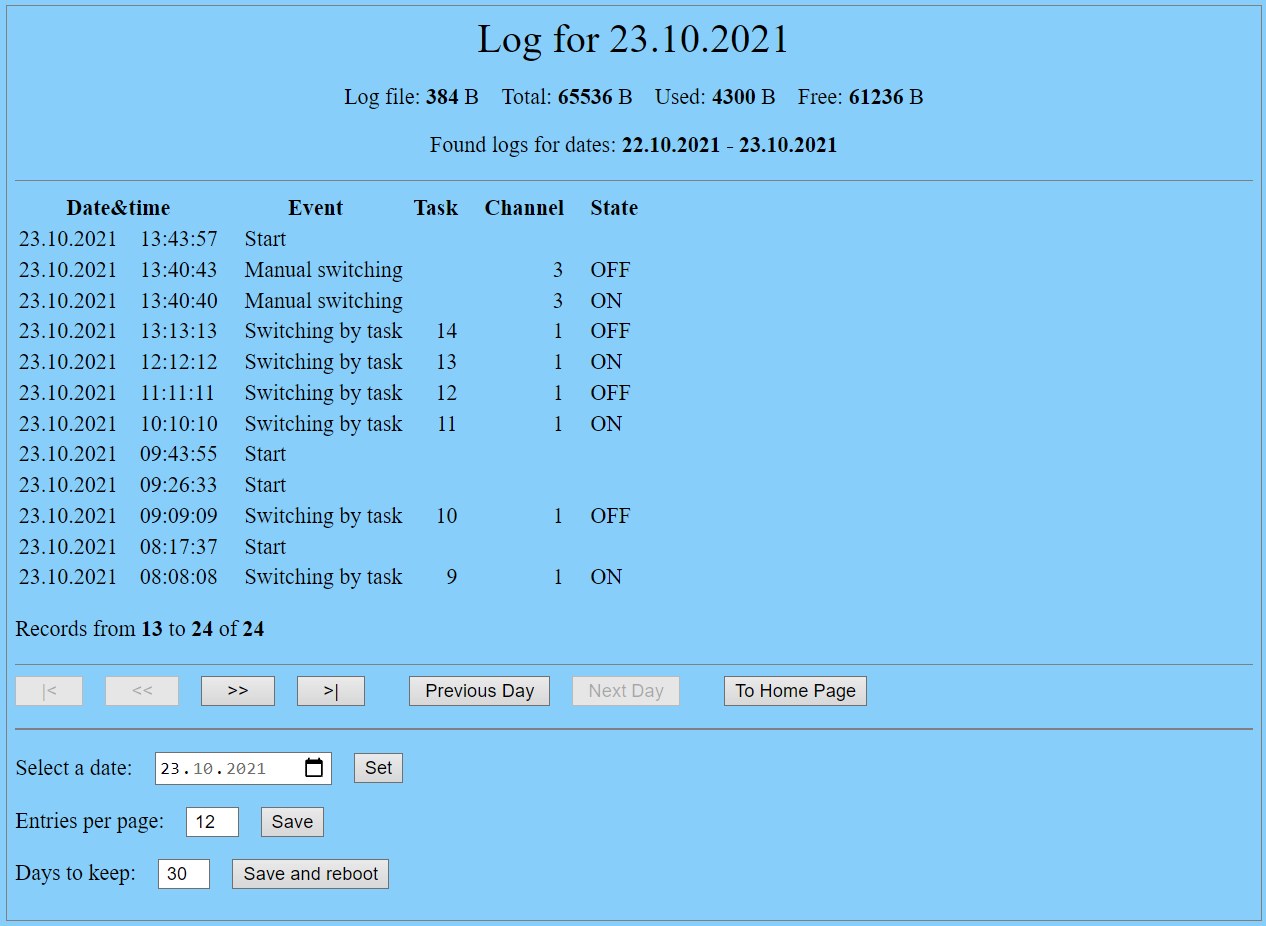 Log for 23.10.2021
Log file: 384 B Total: 65536 B Used: 4300 B Free: 61236 B
Found logs for dates: 22.10.2021 - 23.10.2021
Date&time Event Task Channel State
23.10.2021 13:43:57 Start
23.10.2021 13:40:43 Manual switching 3 OFF
23.10.2021 13:40:40 Manual switching 3 ON
23.10.2021 13:13:13 Switching by task 14 1 OFF
23.10.2021 12:12:12 Switching by task 13 1 ON
23.10.2021 11:11:11 Switching by task 12 1 OFF
23.10.2021 10:10:10 Switching by task 11 1 ON
23.10.2021 09:43:55 Start
23.10.2021 09:26:33 Start
23.10.2021 09:09:09 Switching by task 10 1 OFF
23.10.2021 08:17:37 Start
23.10.2021 08:08:08 Switching by task 9 1 ON
Records from 13 to 24 of 24
|< << >> >| Previous Day Next Day To Home Page
Select a date: 23.10.2021 Set
Entries per page: 12 Save
Days to keep: 30 Save and reboot